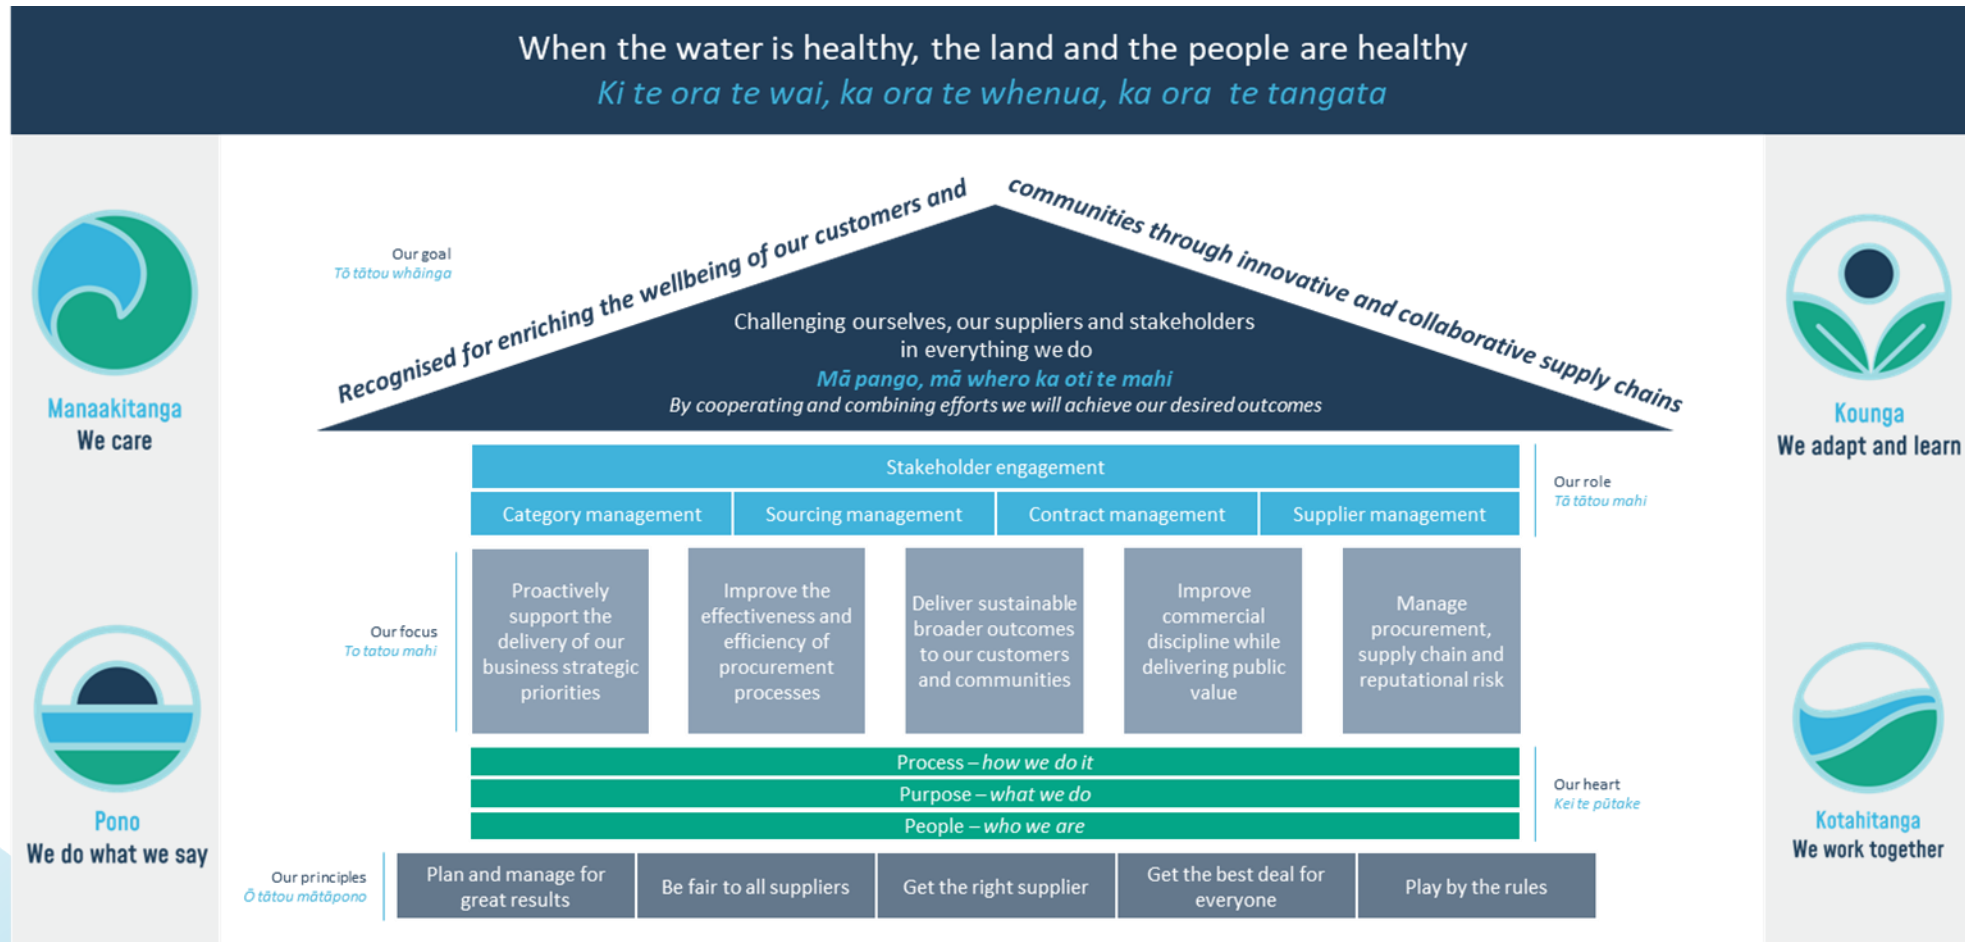 When the water is healthy, the land and the people are healthy
Ki te ora te wai, ka ora te whenua, ka ora te tangata
Our goal
Tō tātou whāinga
Recognised for enriching the wellbeing of our customers and
communities through innovative and collaborative supply chains
Challenging ourselves, our suppliers and stakeholders
in everything we do
Mā pango, mā whero ka oti te mahi
By cooperating and combining efforts we will achieve our desired outcomes
Manaakitanga
We care
Kounga
We adapt and learn
Stakeholder engagement
Category management
Sourcing management
Contract management
Supplier management
Our role
Tā tātou mahi
Our focus
To tatou mahi
Proactively
support the
delivery of our
business strategic
priorities
Improve the
effectiveness and
efficiency of
procurement
processes
Deliver sustainable
broader outcomes
to our customers
and communities
Improve
commercial
discipline while
delivering public
value
Manage
procurement,
supply chain and
reputational risk
Process – how we do it
Purpose – what we do
People – who we are
Our heart
Kei te pūtake
Pono
We do what we say
Kotahitanga
We work together
Our principles
Ō tātou mātāpono
Plan and manage for
great results
Be fair to all suppliers
Get the right supplier
Get the best deal for
everyone
Play by the rules